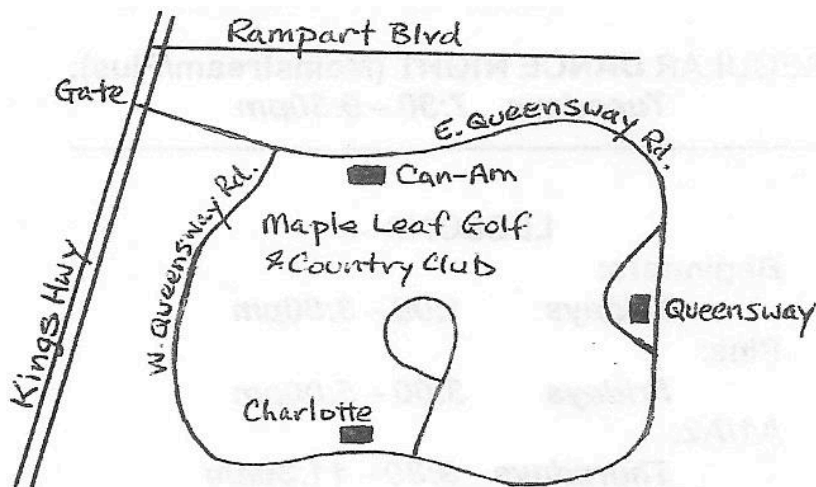 Rampart Blvd
Gate
E. Queensway Rd.
Can-Am
W. Queensway Rd.
Maple Leaf Golf
& Country Club
Kings Hwy
Queensway
Charlotte